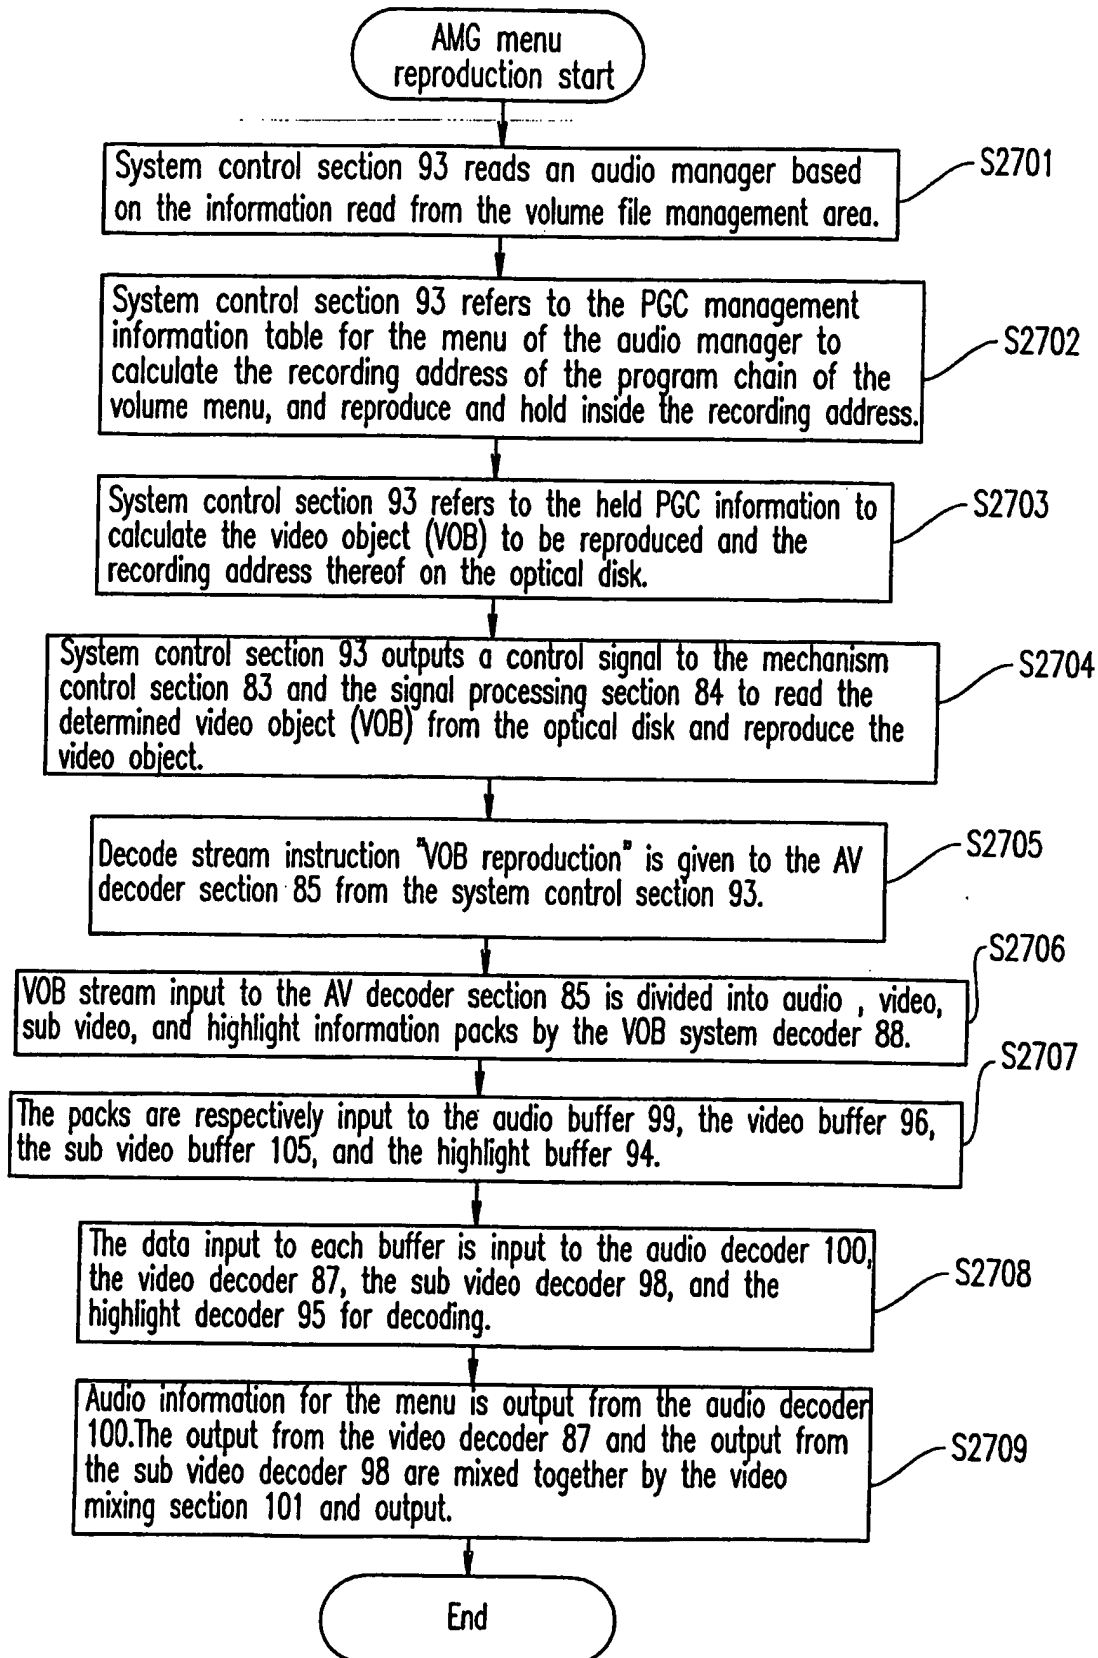 AMG menu
reproduction start
System control section 93 reads an audio manager based
on the information read from the volume file management area.
S2701
System control section 93 refers to the PGC management
information table for the menu of the audio manager to
calculate the recording address of the program chain of the
volume menu, and reproduce and hold inside the recording address.
S2702
System control section 93 refers to the held PGC information to
calculate the video object (VOB) to be reproduced and the
recording address thereof on the optical disk.
S2703
System control section 93 outputs a control signal to the mechanism
control section 83 and the signal processing section 84 to read the
determined video object (VOB) from the optical disk and reproduce the
video object.
S2704
Decode stream instruction "VOB reproduction" is given to the AV
decoder section 85 from the system control section 93.
S2705
VOB stream input to the AV decoder section 85 is divided into audio , video,
sub video, and highlight information packs by the VOB system decoder 88.
S2706
The packs are respectively input to the audio buffer 99, the video buffer 96,
the sub video buffer 105, and the highlight buffer 94.
S2707
The data input to each buffer is input to the audio decoder 100,
the video decoder 87, the sub video decoder 98, and the
highlight decoder 95 for decoding.
S2708
Audio information for the menu is output from the audio decoder
100.The output from the video decoder 87 and the output from
the sub video decoder 98 are mixed together by the video
mixing section 101 and output.
S2709
End